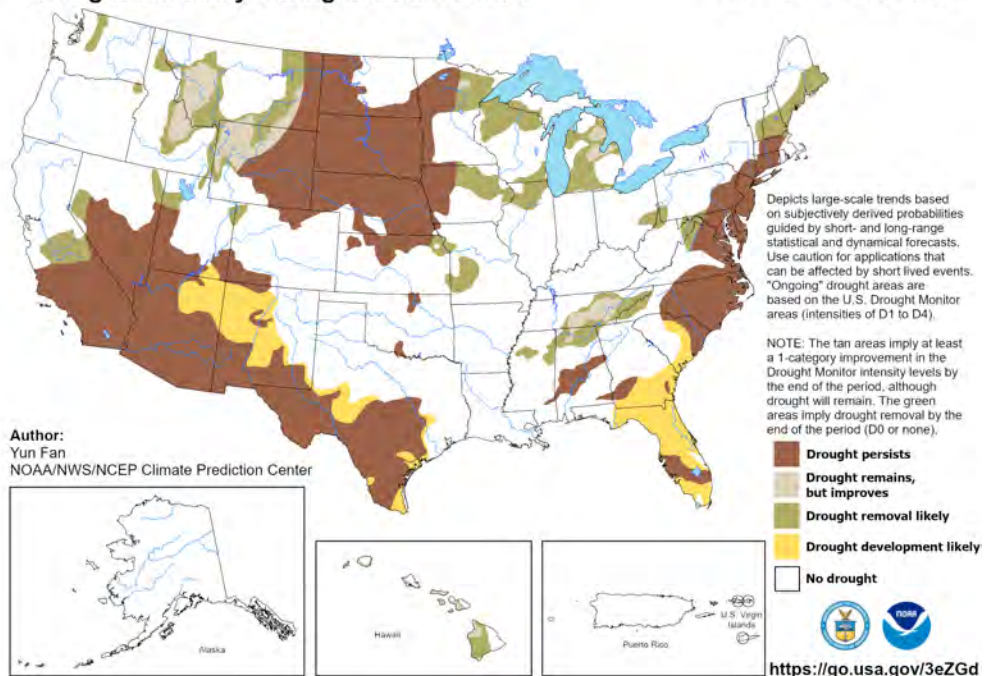 Depicts large-scale trends based
on subjectively derived probabilities
guided by short- and long-range
statistical and dynamical forecasts.
Use caution for applications that
can be affected by short lived events.
"Ongoing" drought areas are
based on the U.S. Drought Monitor
areas (intensities of D1 to D4).
NOTE: The tan areas imply at least
a 1-category improvement in the
Drought Monitor intensity levels by
the end of the period, although
drought will remain. The green
areas imply drought removal by the
end of the period (D0 or none).
Author:
Yun Fan
NOAA/NWS/NCEP Climate Prediction Center
Drought persists
Drought remains,
but improves
Drought removal likely
Drought development likely
No drought
Alaska
Hawaii
Puerto Rico
U.S. Virgin
Islands
NOAA
https://go.usa.gov/3eZGd